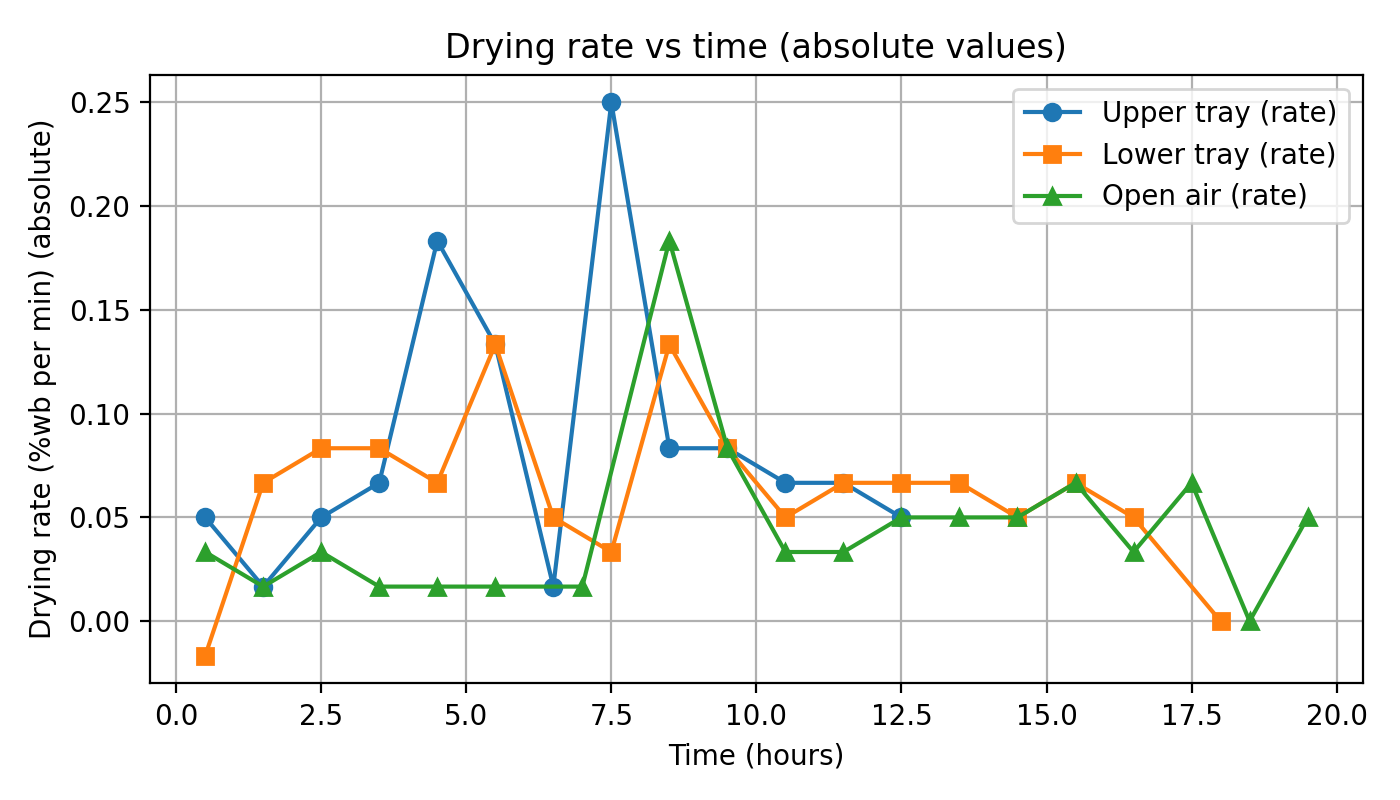 Drying rate vs time (absolute values)
Drying rate (%wb per min) (absolute)
0.25
0.20
0.15
0.10
0.05
0.00
Upper tray (rate)
Lower tray (rate)
Open air (rate)
0.0 2.5 5.0 7.5 10.0 12.5 15.0 17.5 20.0
Time (hours)